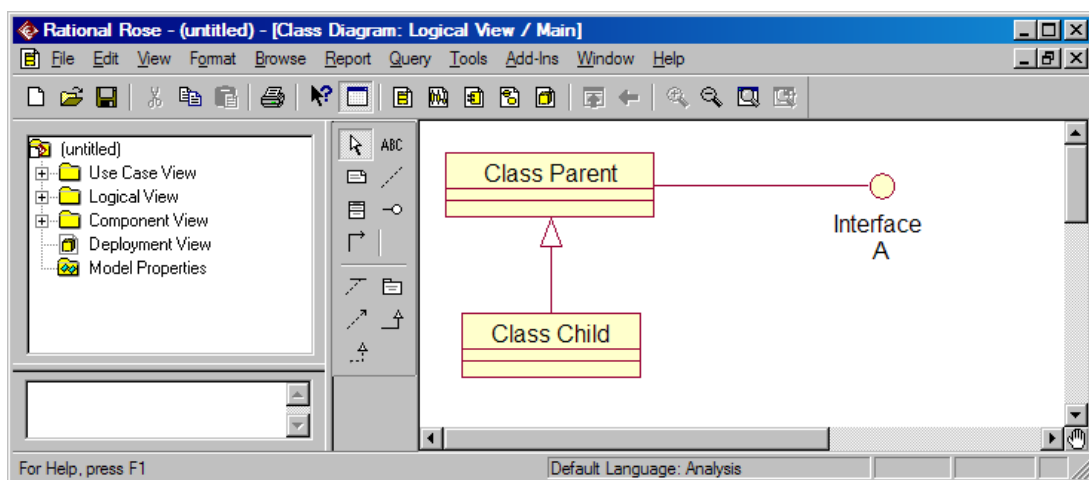 Rational Rose - (untitled) - [Class Diagram: Logical View / Main]
File Edit View Format Browse Report Query Tools Add-Ins Window Help
ABC
(untitled)
Use Case View
Logical View
Component View
Deployment View
Model Properties
Class Parent
Interface
A
Class Child
For Help, press F1
Default Language: Analysis